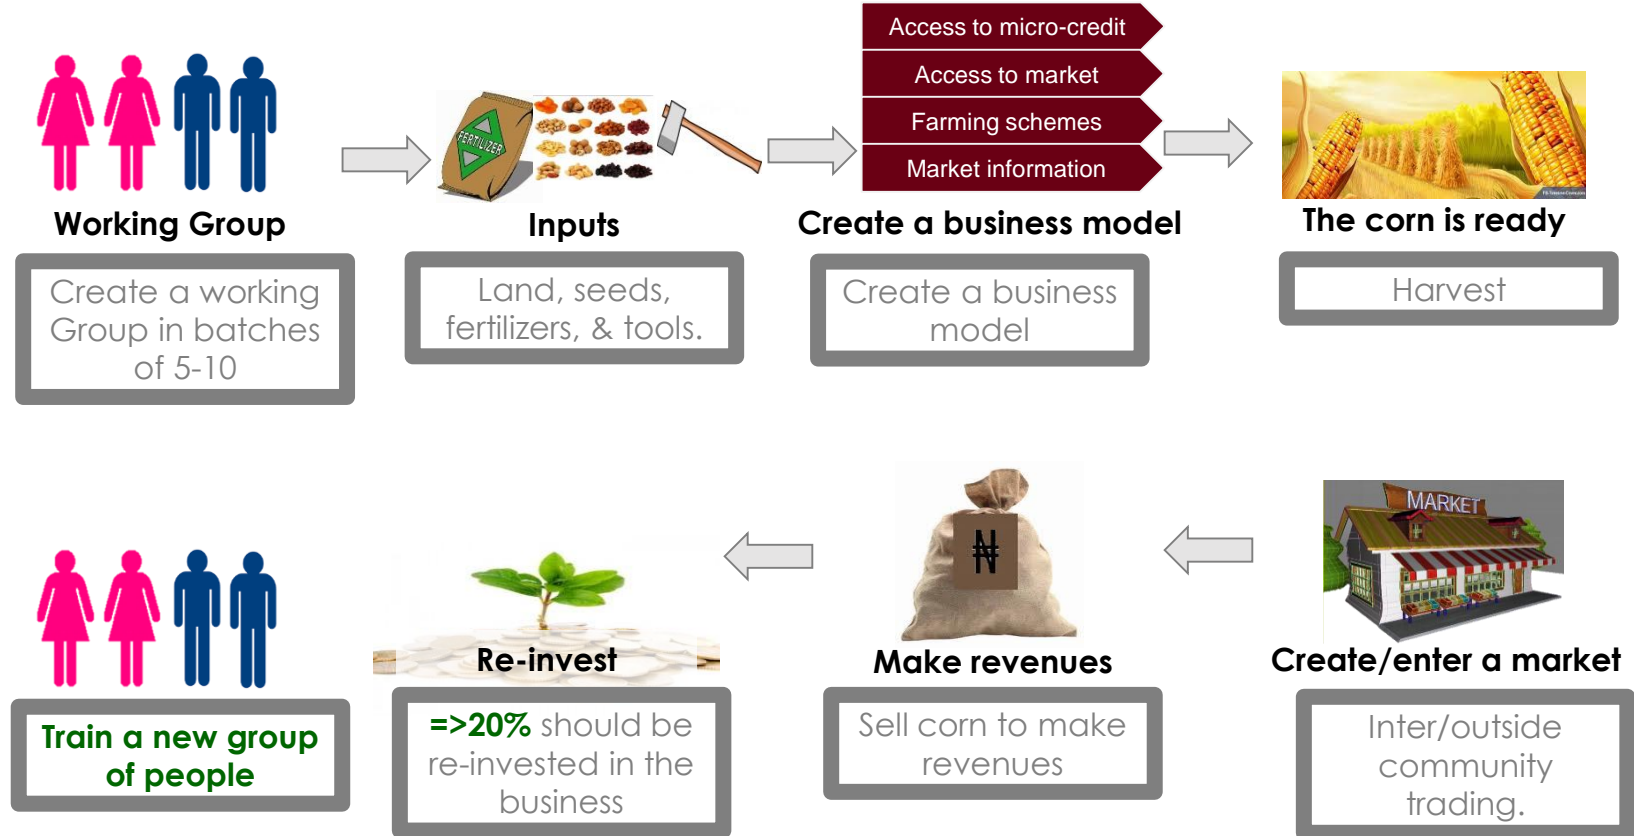 Access to micro-credit
Access to market
Farming schemes
Market information
FERTILIZER
Working Group
Inputs
Create a business model
The corn is ready
Create a working
Group in batches
of 5-10
Land, seeds,
fertilizers, & tools.
Create a business
model
Harvest
MARKET
₦
Train a new group
of people
Re-invest
=>20% should be
re-invested in the
business
Make revenues
Sell corn to make
revenues
Create/enter a market
Inter/outside
community
trading.